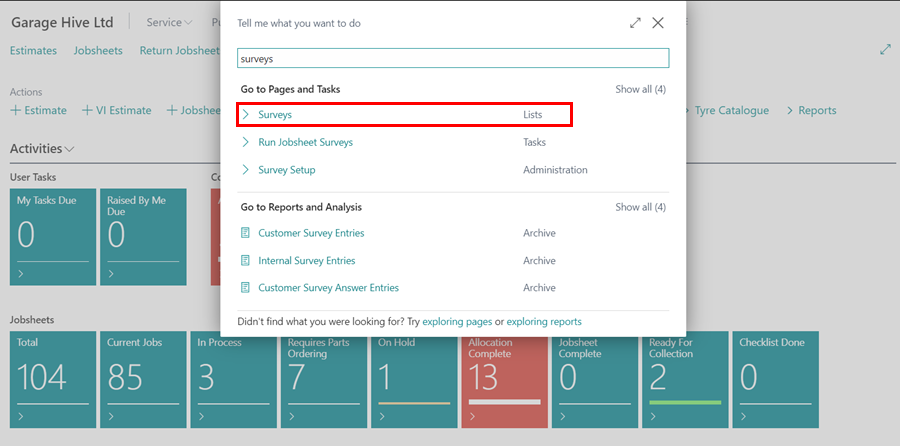 Garage Hive Ltd
Service
Tell me what you want to do
Estimates
Jobsheets
Return Jobsheet
surveys
Actions
Go to Pages and Tasks
Show all (4)
+ Estimate
+ VI Estimate
+ Jobshe
Surveys
Lists
Tyre Catalogue
> Reports
Run Jobsheet Surveys
Tasks
Activities
Survey Setup
Administration
User Tasks
My Tasks Due
0
Raised By Me Due
0
Go to Reports and Analysis
Show all (4)
Customer Survey Entries
Archive
Internal Survey Entries
Archive
Customer Survey Answer Entries
Archive
Didn't find what you were looking for? Try exploring pages or exploring reports
Jobsheets
Total
104
Current Jobs
85
In Process
3
Requires Parts Ordering
7
On Hold
1
Allocation Complete
13
Jobsheet Complete
0
Ready For Collection
2
Checklist Done
0